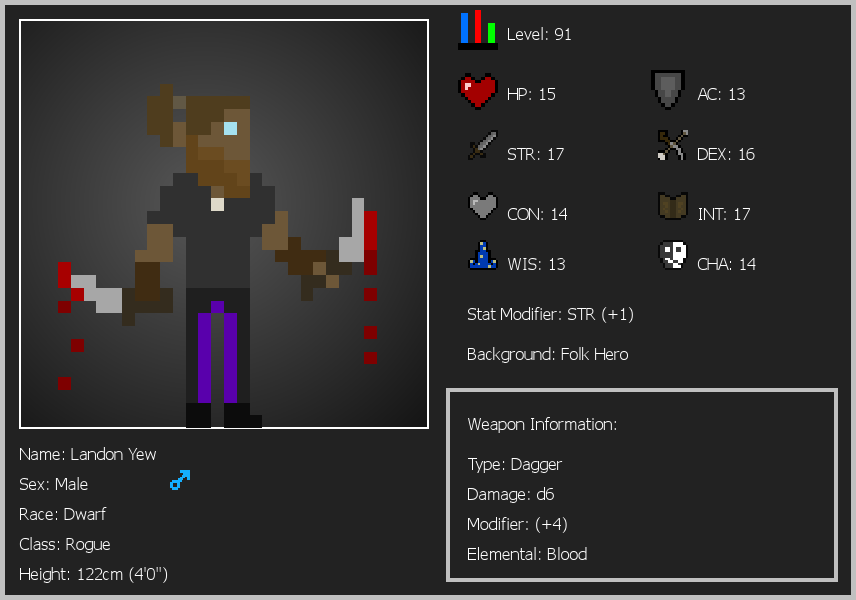 Level: 91
HP: 15
AC: 13
STR: 17
DEX: 16
CON: 14
INT: 17
WIS: 13
CHA: 14
Stat Modifier: STR (+1)
Background: Folk Hero
Weapon Information:
Type: Dagger
Damage: d6
Modifier: (+4)
Elemental: Blood
Name: Landon Yew
Sex: Male
Race: Dwarf
Class: Rogue
Height: 122cm (4'0")